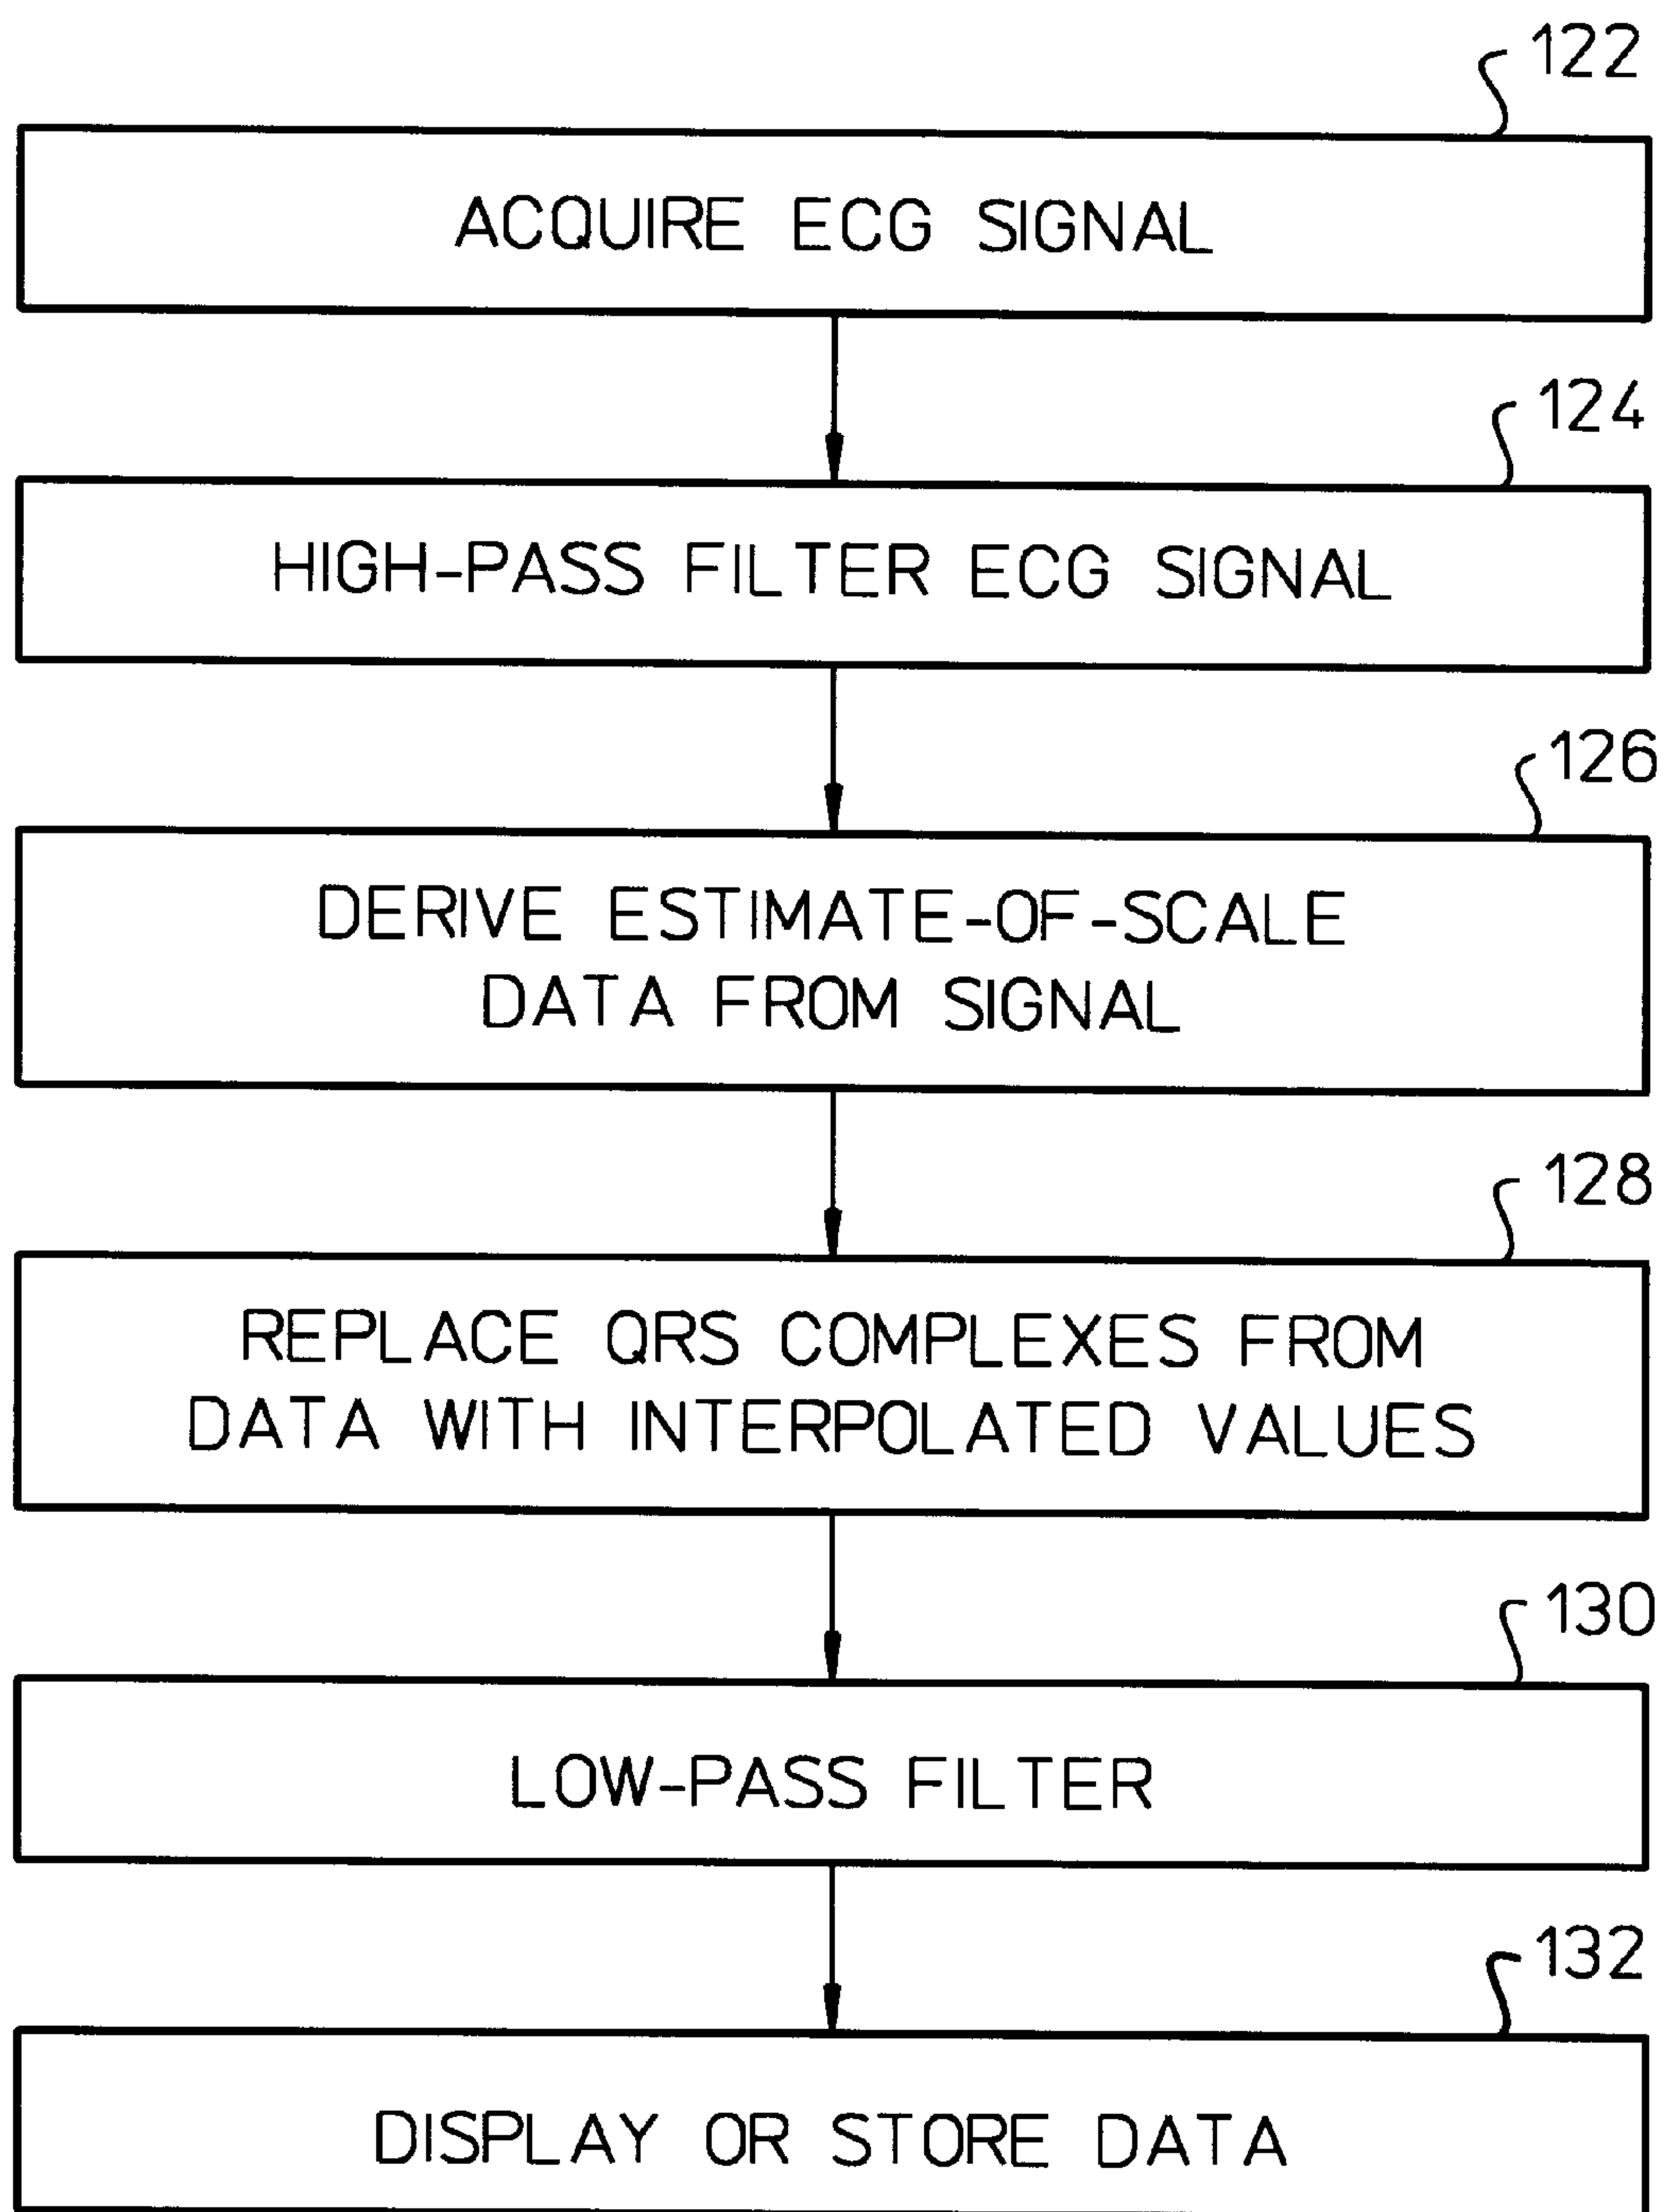 122
ACQUIRE ECG SIGNAL
124
HIGH-PASS FILTER ECG SIGNAL
126
DERIVE ESTIMATE-OF-SCALE
DATA FROM SIGNAL
128
REPLACE QRS COMPLEXES FROM
DATA WITH INTERPOLATED VALUES
130
LOW-PASS FILTER
132
DISPLAY OR STORE DATA